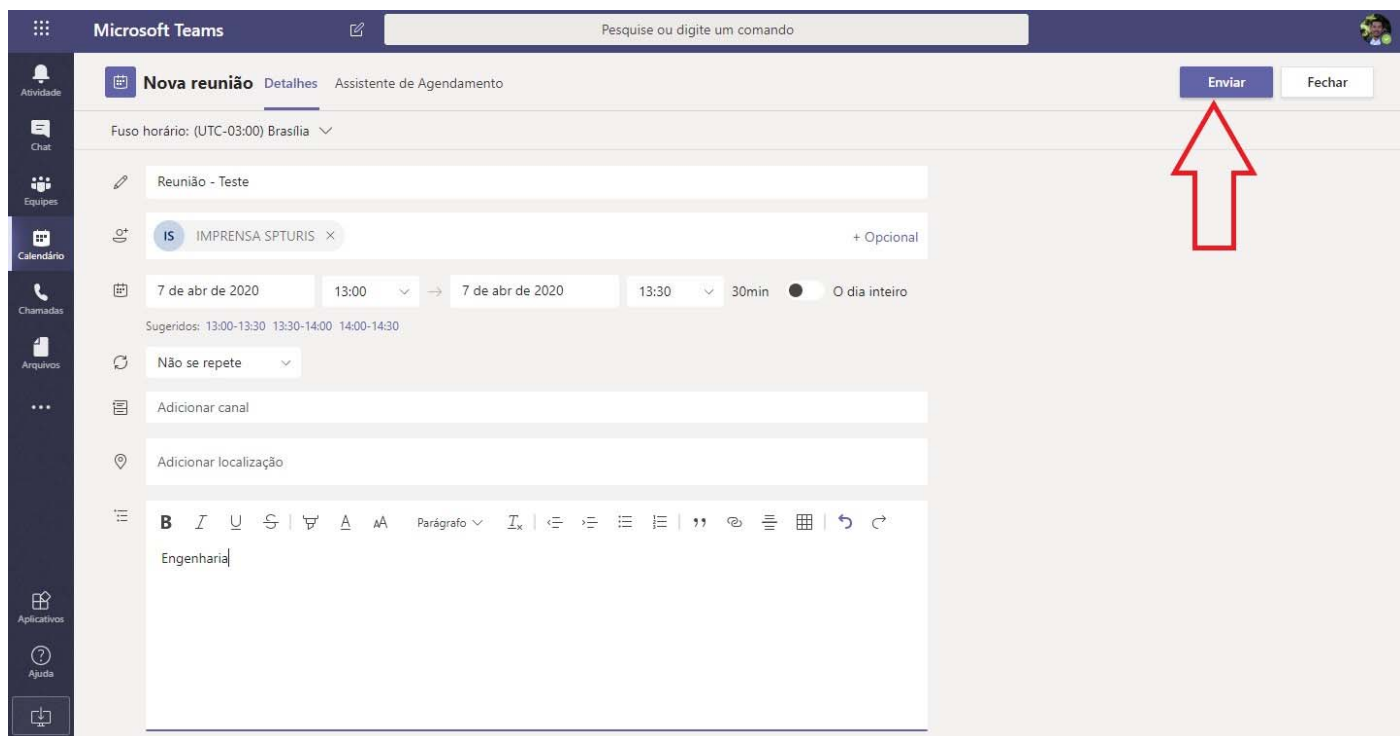 Microsoft Teams
Pesquise ou digite um comando
Atividade
Chat
Equipes
Calendário
Chamadas
Arquivos
Aplicativos
Ajuda
Nova reunião Detalhes Assistente de Agendamento
Enviar Fechar
Fuso horário: (UTC-03:00) Brasília
Reunião - Teste
IS IMPRENSA SPTURIS × + Opcional
7 de abr de 2020 13:00 → 7 de abr de 2020 13:30 30min O dia inteiro
Sugeridos: 13:00-13:30 13:30-14:00 14:00-14:30
Não se repete
Adicionar canal
Adicionar localização
B I U S A AA Parágrafo Tx
Engenharia